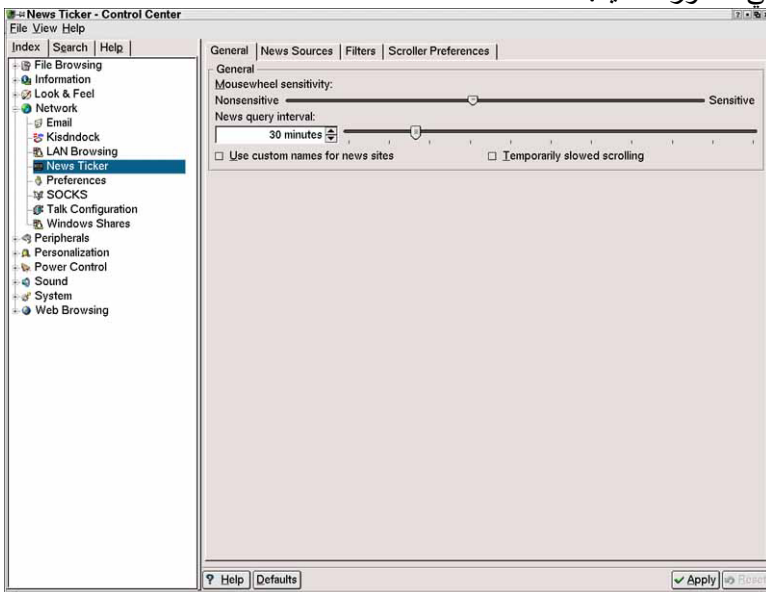 News Ticker - Control Center
File View Help
Index Search Help
File Browsing
Information
Look & Feel
Network
Email
Kisdndock
LAN Browsing
News Ticker
Preferences
SOCKS
Talk Configuration
Windows Shares
Peripherals
Personalization
Power Control
Sound
System
Web Browsing
General News Sources Filters Scroller Preferences
General
Mousewheel sensitivity:
Nonsensitive Sensitive
News query interval:
30 minutes
Use custom names for news sites Temporarily slowed scrolling
? Help Defaults Apply Reset